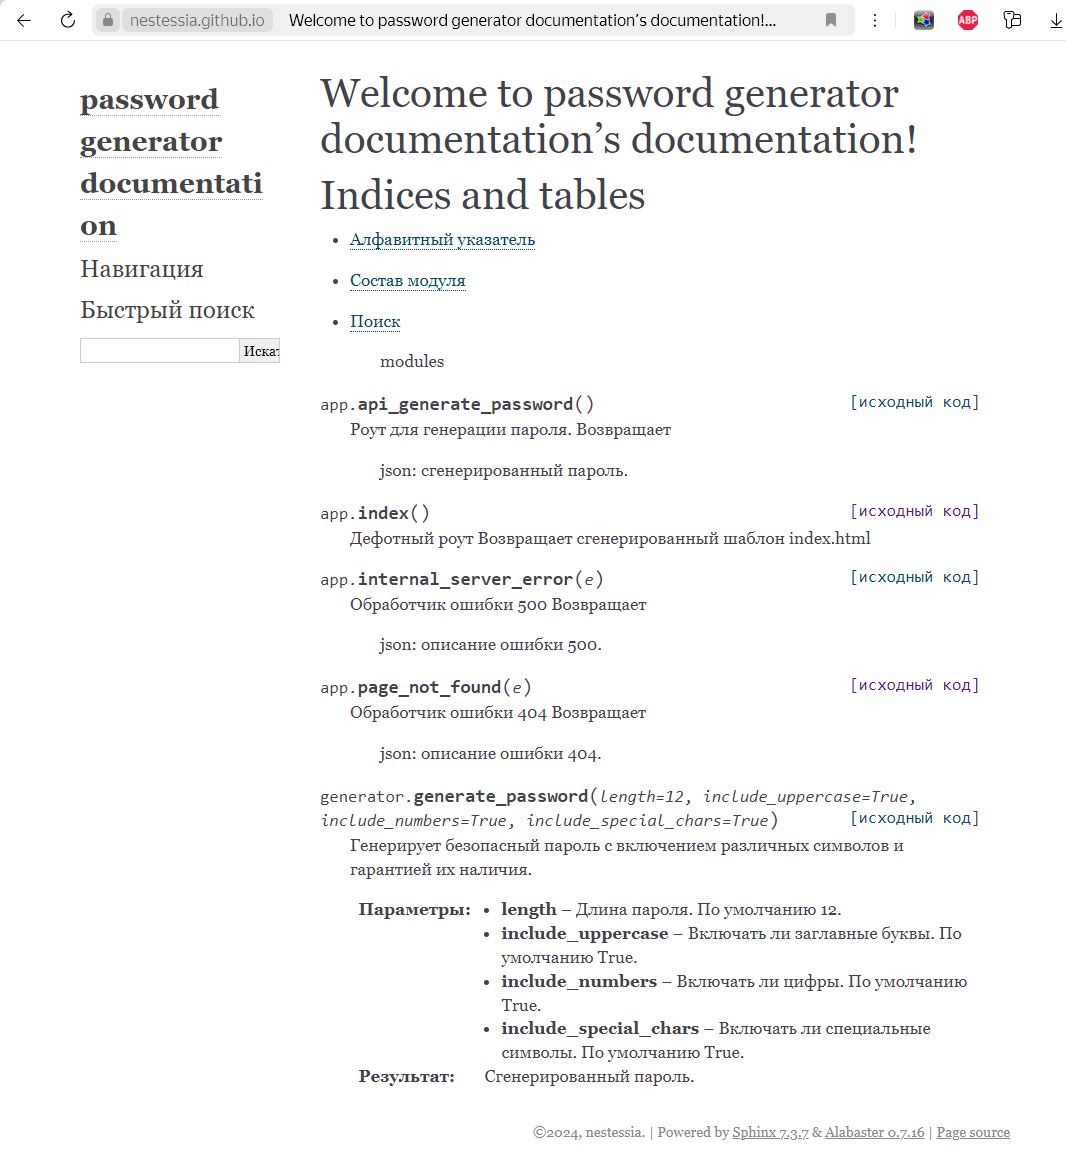 nestessia.github.io Welcome to password generator documentation's documentation!...
ABP
password
generator
documentati
on
Навигация
Быстрый поиск
Искат
Welcome to password generator
documentation’s documentation!
Indices and tables
• Алфавитный указатель
• Состав модуля
• Поиск
modules
app.api_generate_password() [исходный код]
Роут для генерации пароля. Возвращает
json: сгенерированный пароль.
app.index() [исходный код]
Дефотный роут Возвращает сгенерированный шаблон index.html
app.internal_server_error(e) [исходный код]
Обработчик ошибки 500 Возвращает
json: описание ошибки 500.
app.page_not_found(e) [исходный код]
Обработчик ошибки 404 Возвращает
json: описание ошибки 404.
generator.generate_password(length=12, include_uppercase=True,
include_numbers=True, include_special_chars=True) [исходный код]
Генерирует безопасный пароль с включением различных символов и
гарантией их наличия.
Параметры: • length – Длина пароля. По умолчанию 12.
• include_uppercase – Включать ли заглавные буквы. По
умолчанию True.
• include_numbers – Включать ли цифры. По умолчанию
True.
• include_special_chars – Включать ли специальные
символы. По умолчанию True.
Результат: Сгенерированный пароль.
©2024, nestessia. | Powered by Sphinx 7.3.7 & Alabaster 0.7.16 | Page source